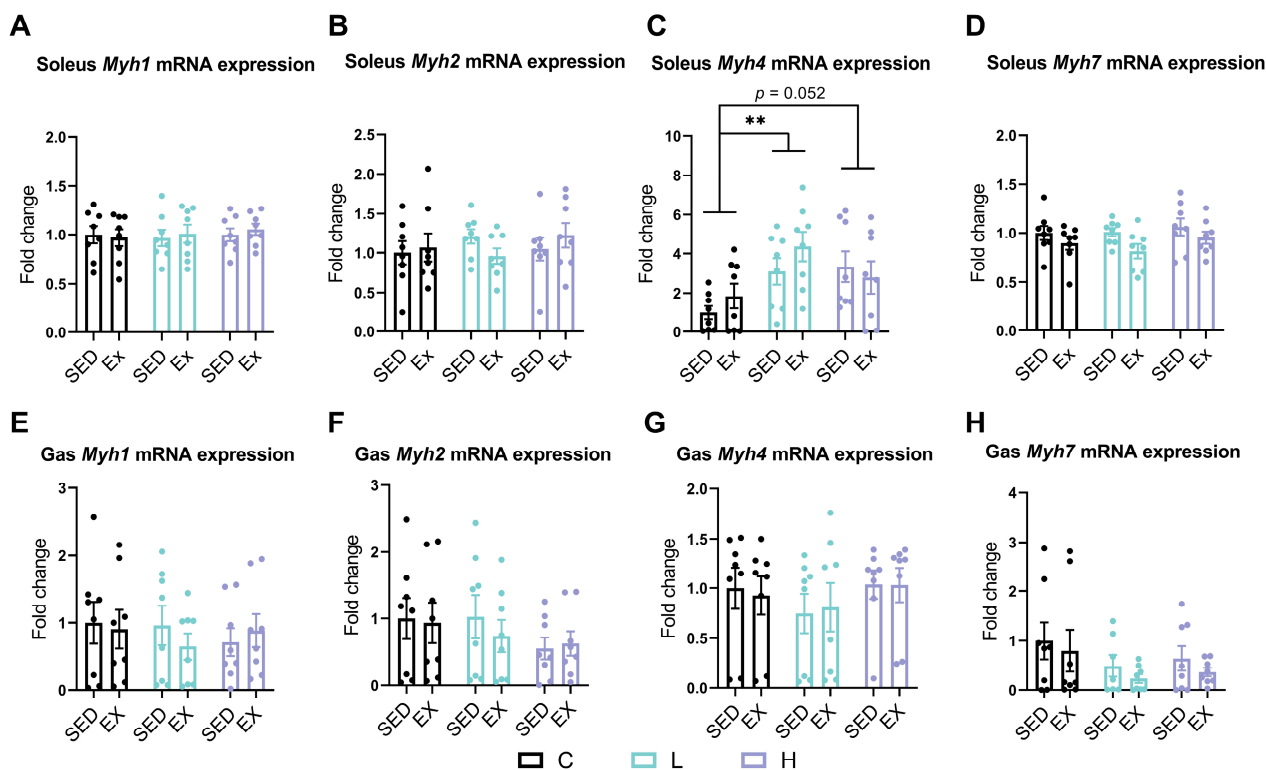 A
B
C
D
Soleus Myh1 mRNA expression
Soleus Myh2 mRNA expression
Soleus Myh4 mRNA expression
Soleus Myh7 mRNA expression
p = 0.052
**
Fold change
2.0
1.5
1.0
0.5
0.0
SED Ex SED Ex SED Ex
Fold change
2.5
2.0
1.5
1.0
0.5
0.0
SED Ex SED Ex SED Ex
Fold change
10
8
6
4
2
0
SED Ex SED Ex SED Ex
Fold change
2.0
1.5
1.0
0.5
0.0
SED Ex SED Ex SED Ex
E
F
G
H
Gas Myh1 mRNA expression
Gas Myh2 mRNA expression
Gas Myh4 mRNA expression
Gas Myh7 mRNA expression
Fold change
3
2
1
0
SED EX SED EX SED EX
Fold change
3
2
1
0
SED EX SED EX SED EX
Fold change
2.0
1.5
1.0
0.5
0.0
SED EX SED EX SED EX
Fold change
4
3
2
1
0
SED EX SED EX SED EX
C L H